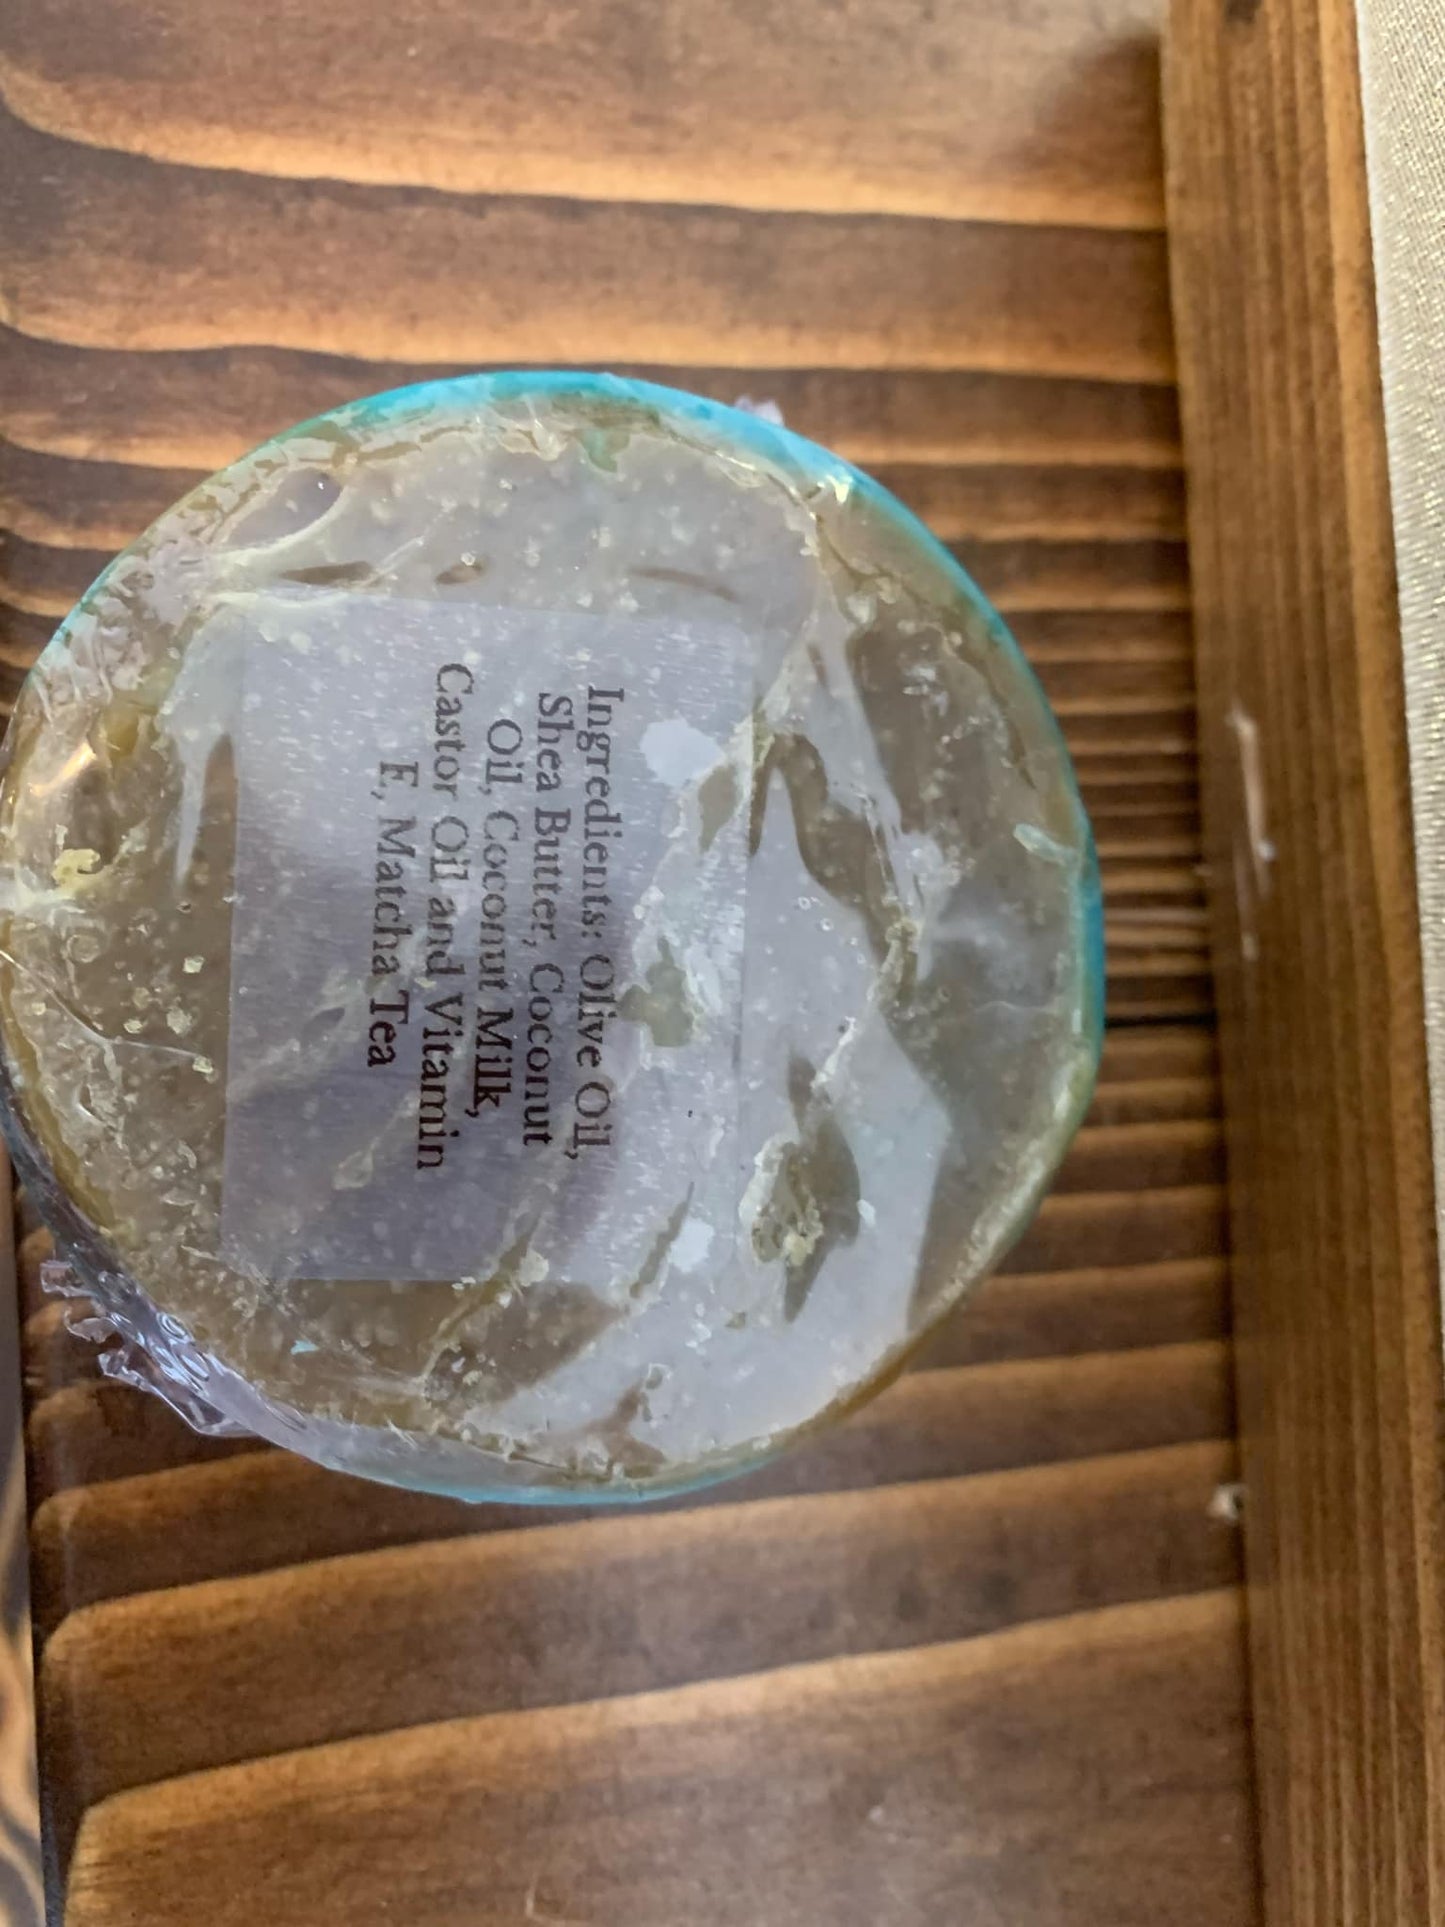 Ingredients: Olive Oil,
Shea Butter, Coconut
Oil, Coconut Milk,
Castor Oil and Vitamin
E, Matcha Tea